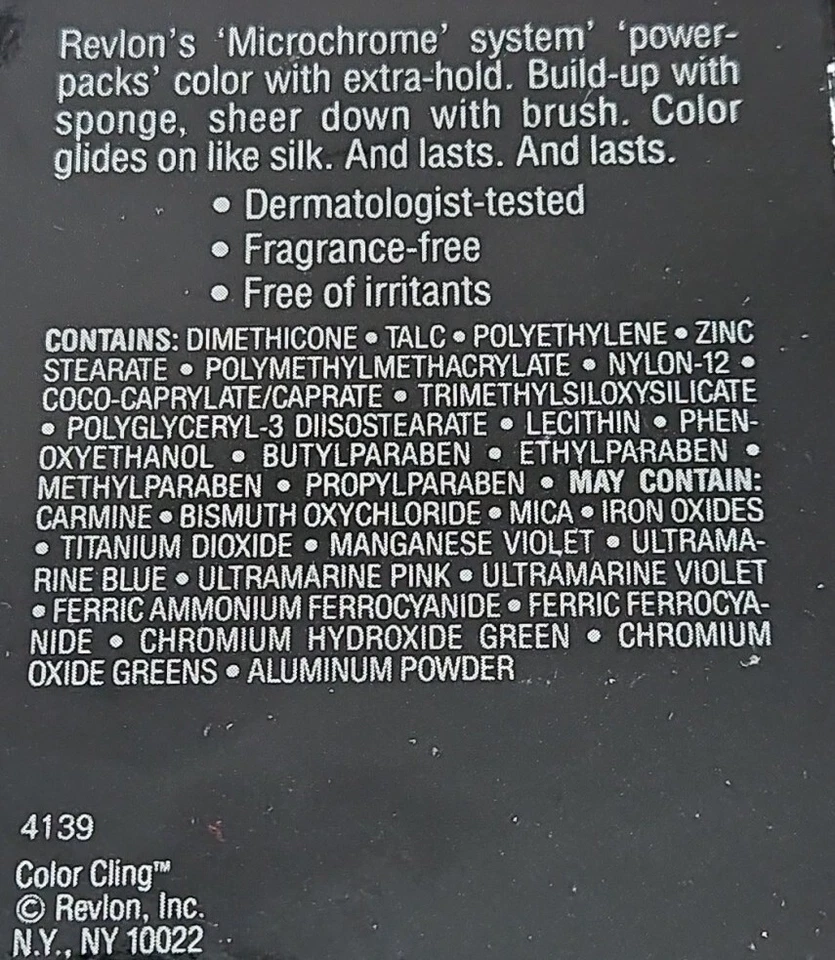 Revlon's 'Microchrome' system' 'power-
packs' color with extra-hold. Build-up with
sponge, sheer down with brush. Color
glides on like silk. And lasts. And lasts.
• Dermatologist-tested
• Fragrance-free
• Free of irritants
CONTAINS: DIMETHICONE • TALC • POLYETHYLENE • ZINC
STEARATE • POLYMETHYLMETHACRYLATE • NYLON-12 •
COCO-CAPRYLATE/CAPRATE • TRIMETHYLSILOXYSILICATE
• POLYGLYCERYL-3 DIISOSTEARATE • LECITHIN • PHEN-
OXYETHANOL • BUTYLPARABEN • ETHYLPARABEN •
METHYLPARABEN • PROPYLPARABEN • MAY CONTAIN:
CARMINE • BISMUTH OXYCHLORIDE • MICA • IRON OXIDES
• TITANIUM DIOXIDE • MANGANESE VIOLET • ULTRAMA-
RINE BLUE • ULTRAMARINE PINK • ULTRAMARINE VIOLET
• FERRIC AMMONIUM FERROCYANIDE • FERRIC FERROCYA-
NIDE • CHROMIUM HYDROXIDE GREEN • CHROMIUM
OXIDE GREENS • ALUMINUM POWDER
4139
Color Cling™
© Revlon, Inc.
N.Y., NY 10022